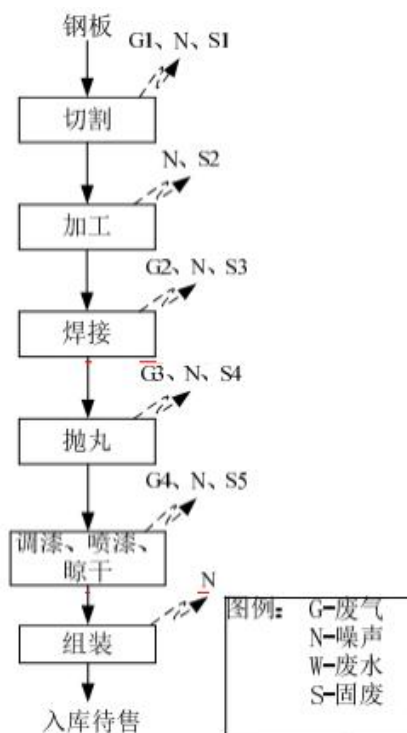 钢板
G1、N、S1
切割
N、S2
加工
G2、N、S3
焊接
G3、N、S4
抛丸
G4、N、S5
调漆、喷漆、
晾干
N
组装
入库待售
图例： G-废气
N-噪声
W-废水
S-固废